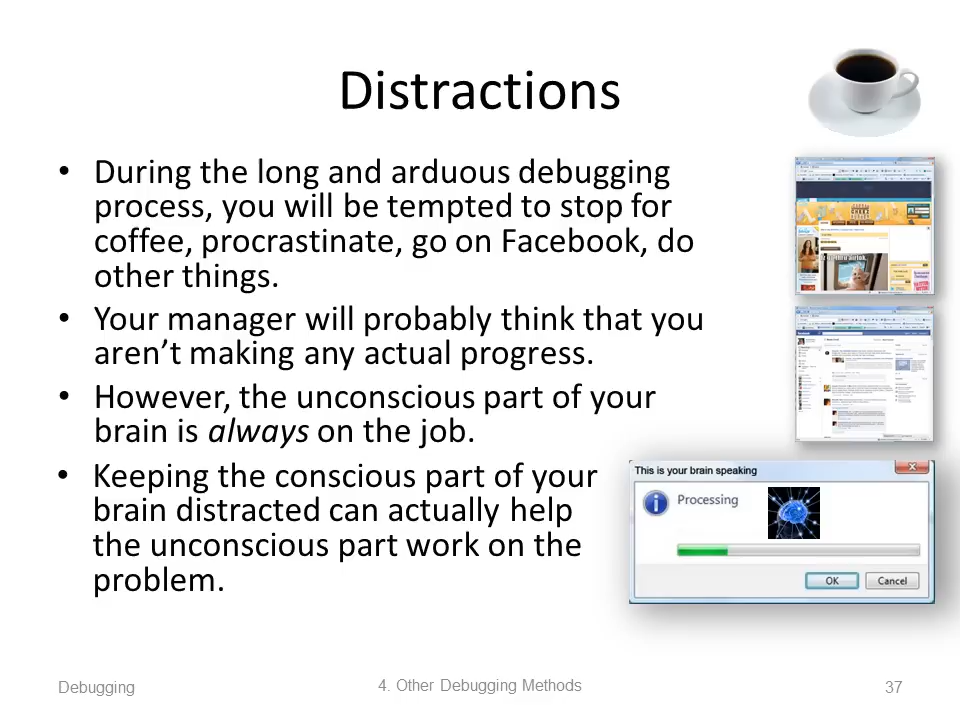 Distractions
• During the long and arduous debugging
process, you will be tempted to stop for
coffee, procrastinate, go on Facebook, do
other things.
• Your manager will probably think that you
aren’t making any actual progress.
• However, the unconscious part of your
brain is always on the job.
• Keeping the conscious part of your
brain distracted can actually help
the unconscious part work on the
problem.
This is your brain speaking
Processing
OK Cancel
Debugging
4. Other Debugging Methods
37